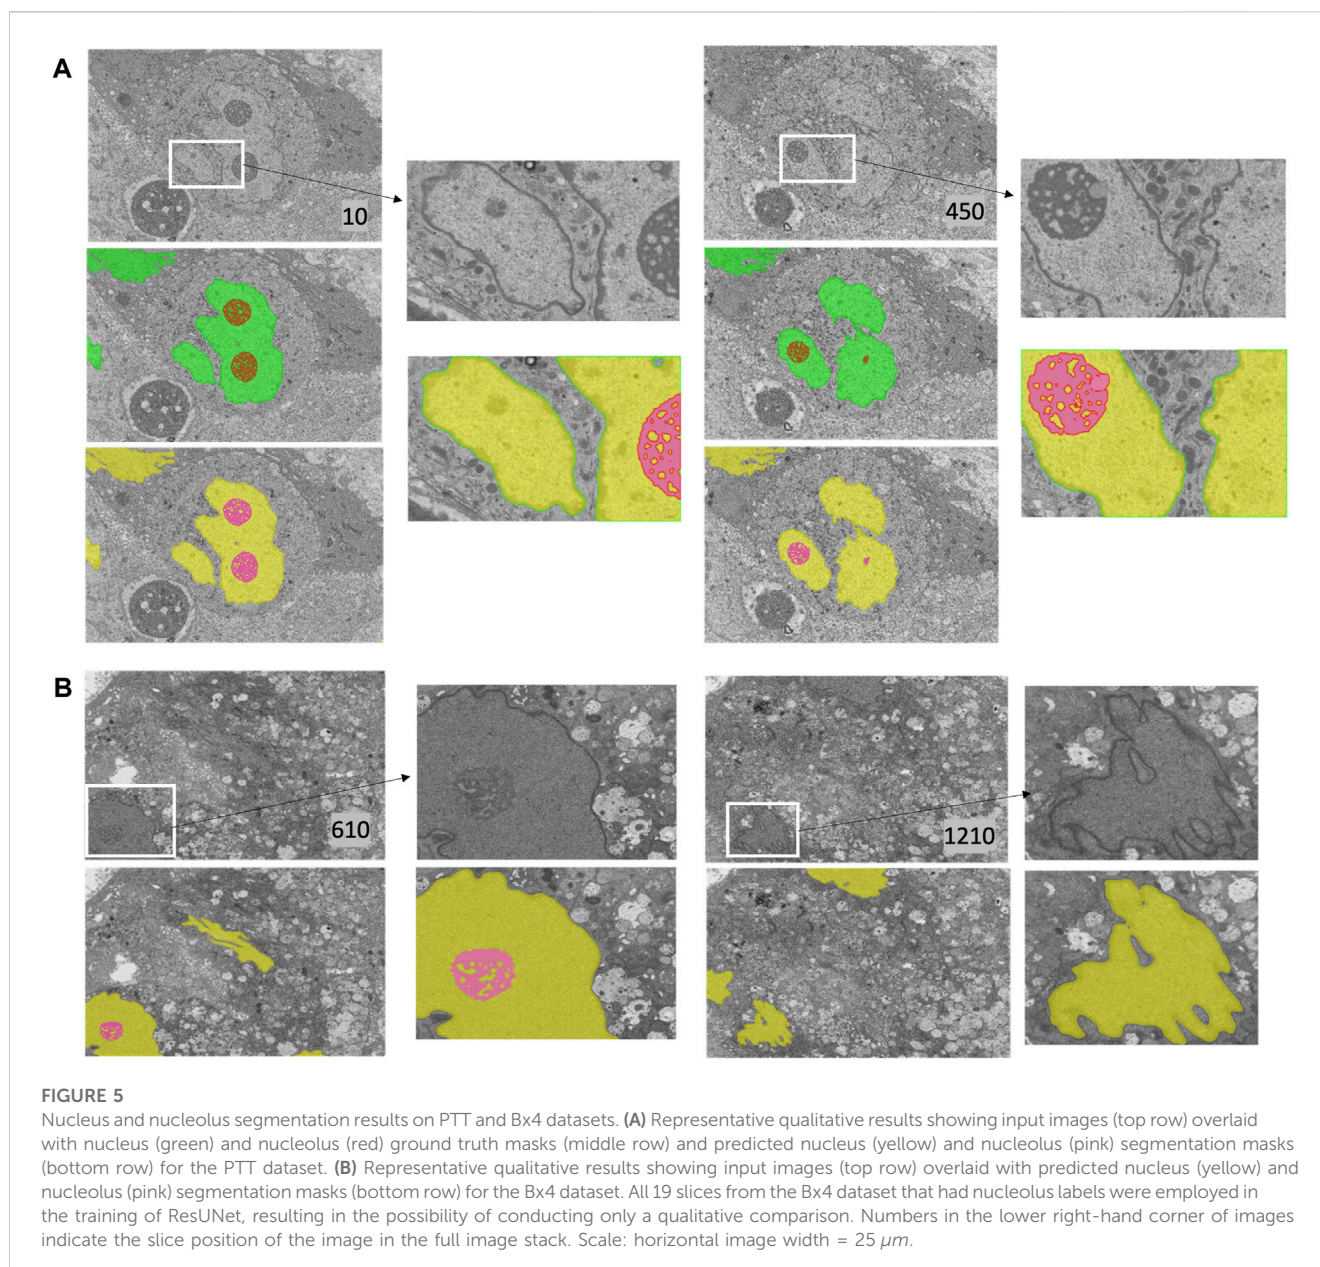 A
10
450
B
610
1210
FIGURE 5
Nucleus and nucleolus segmentation results on PTT and Bx4 datasets. (A) Representative qualitative results showing input images (top row) overlaid
with nucleus (green) and nucleolus (red) ground truth masks (middle row) and predicted nucleus (yellow) and nucleolus (pink) segmentation masks
(bottom row) for the PTT dataset. (B) Representative qualitative results showing input images (top row) overlaid with predicted nucleus (yellow) and
nucleolus (pink) segmentation masks (bottom row) for the Bx4 dataset. All 19 slices from the Bx4 dataset that had nucleolus labels were employed in
the training of ResUNet, resulting in the possibility of conducting only a qualitative comparison. Numbers in the lower right-hand corner of images
indicate the slice position of the image in the full image stack. Scale: horizontal image width = 25 μm.